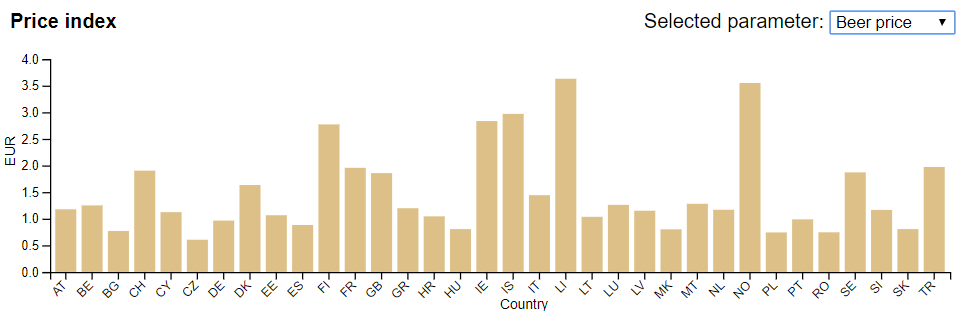 Price index
Selected parameter: Beer price
4.0
3.5
3.0
2.5
2.0
1.5
1.0
0.5
0.0
EUR
AT BE BG CH CY CZ DE DK EE ES FI FR GB GR HR HU IE IS IT LI LT LU LV MK MT NL NO PL PT RO SE SI SK TR
Country